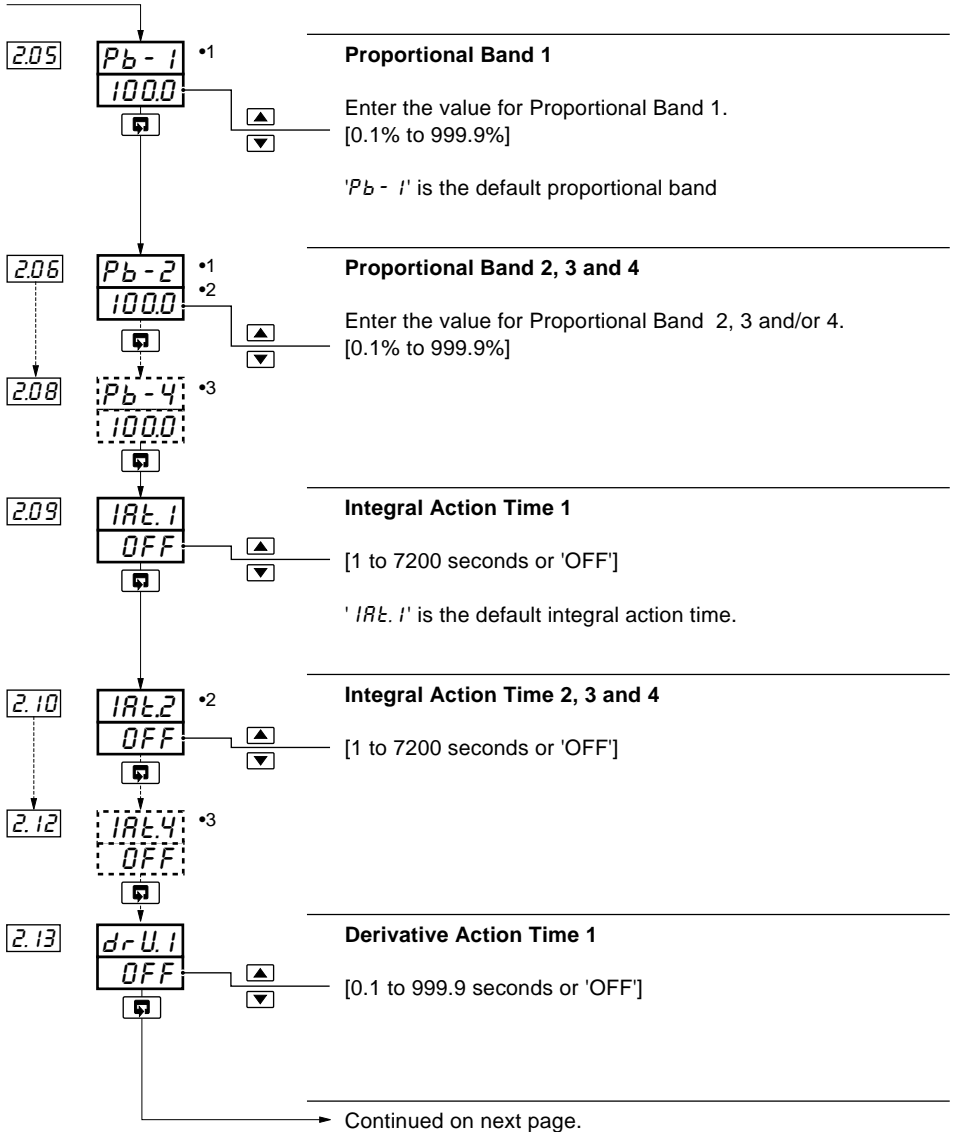 2.05
Pb-1 •1
100.0
Proportional Band 1
Enter the value for Proportional Band 1.
[0.1% to 999.9%]
'Pb-1' is the default proportional band
2.06
Pb-2 •1
100.0 •2
Proportional Band 2, 3 and 4
Enter the value for Proportional Band 2, 3 and/or 4.
[0.1% to 999.9%]
2.08
Pb-4 •3
100.0
2.09
IAt.1
OFF
Integral Action Time 1
[1 to 7200 seconds or 'OFF']
'IAt.1' is the default integral action time.
2.10
IAt.2 •2
OFF
Integral Action Time 2, 3 and 4
[1 to 7200 seconds or 'OFF']
2.12
IAt.4 •3
OFF
2.13
drV.1
OFF
Derivative Action Time 1
[0.1 to 999.9 seconds or 'OFF']
Continued on next page.